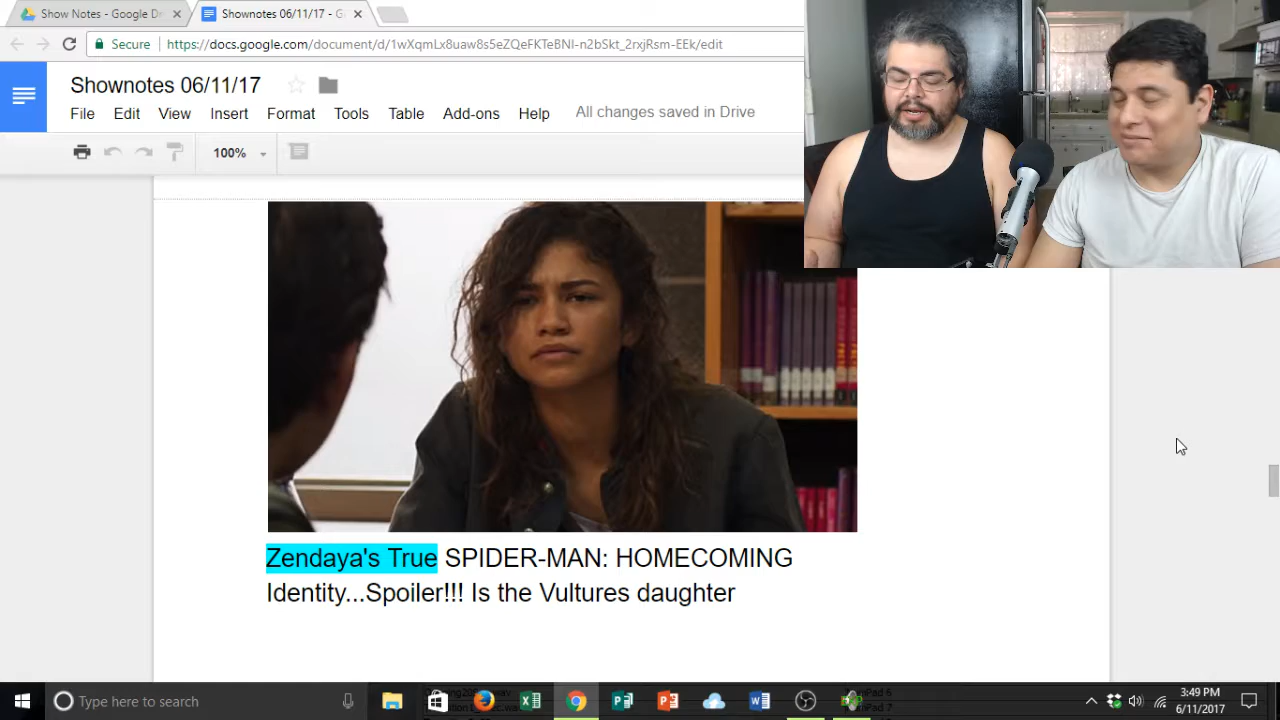 Show Notes - Google Dr
Shownotes 06/11/17 - G
Secure
https://docs.google.com/document/d/1wXqmLx8uaw8s5eZQeFKTeBNl-n2bSkt_2rxjRsm-EEk/edit
Shownotes 06/11/17
File Edit View Insert Format Tools Table Add-ons Help All changes saved in Drive
100%
Zendaya's True SPIDER-MAN: HOMECOMING
Identity...Spoiler!!! Is the Vultures daughter
Type here to search
3:49 PM
6/11/2017